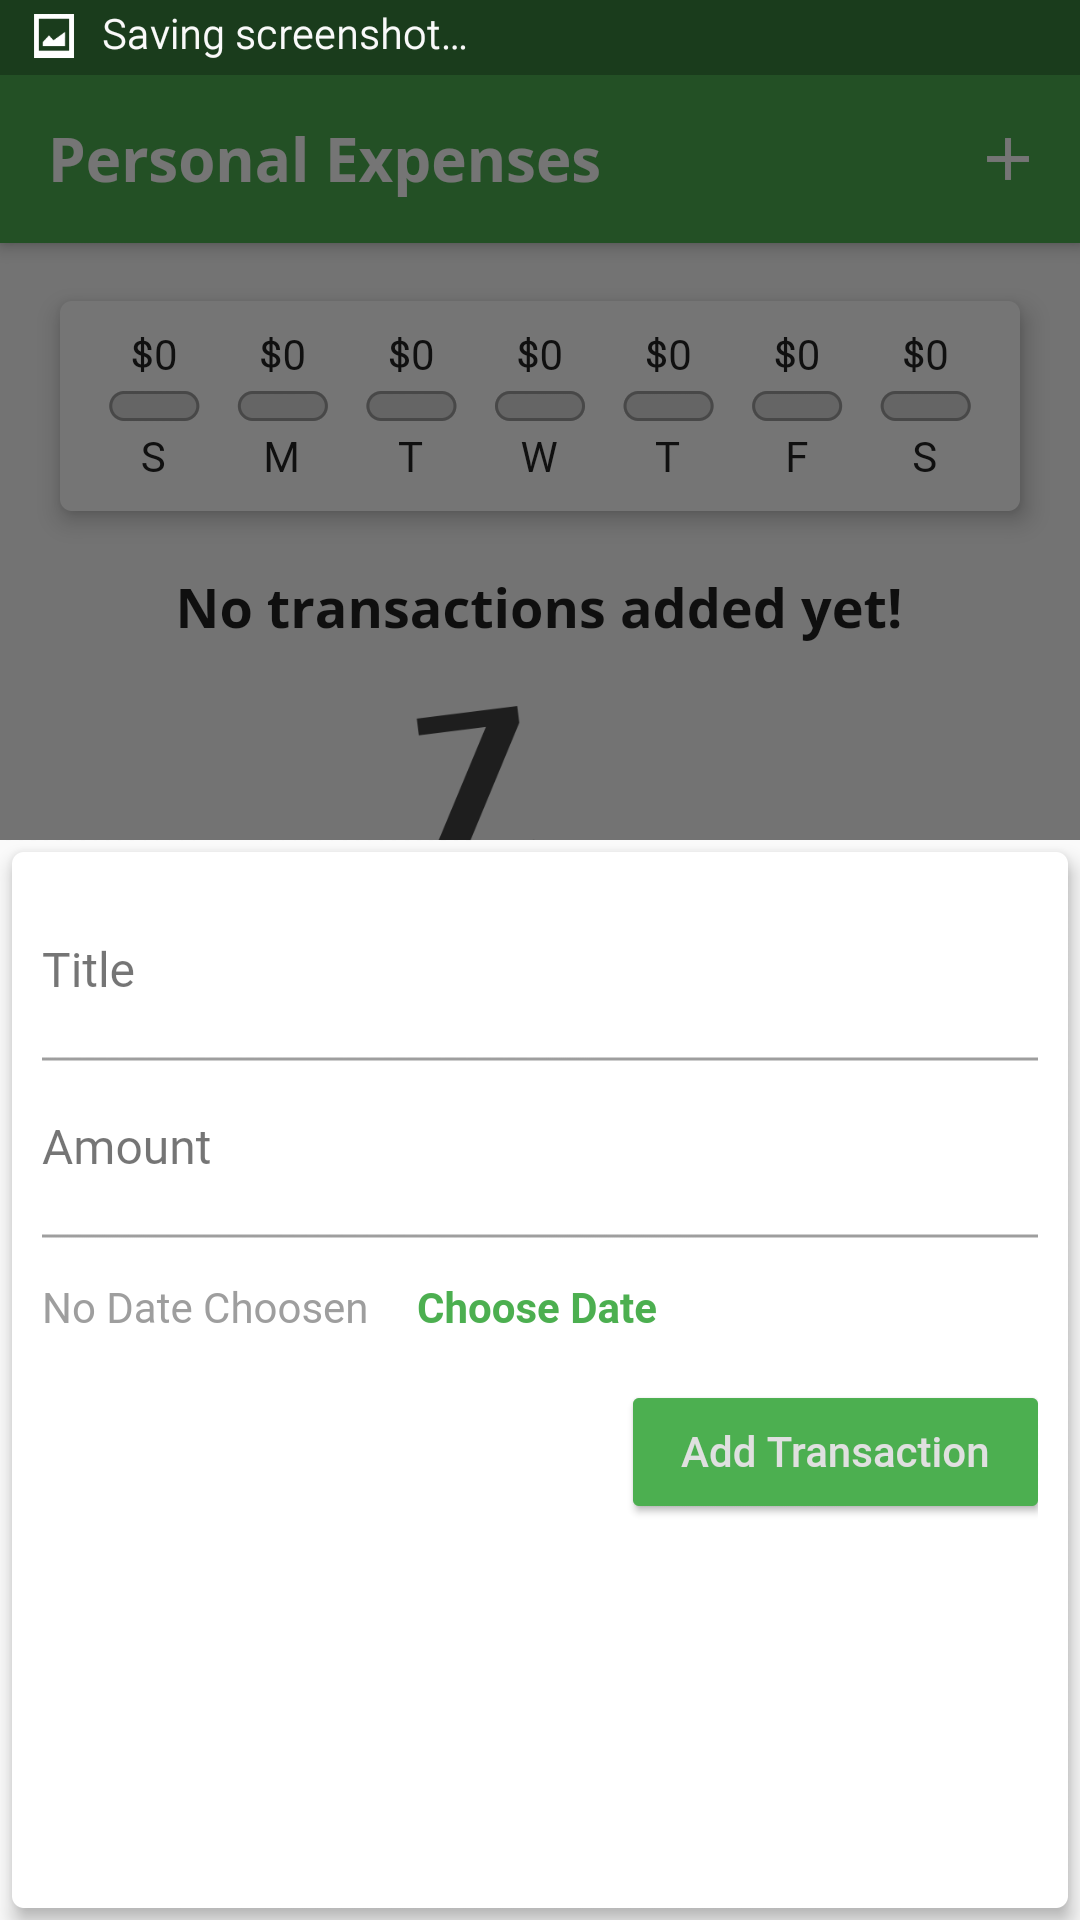 Saving screenshot...
Personal Expenses
$0 $0 $0 $0 $0 $0 $0
S M T W T F S
No transactions added yet!
Title
Amount
No Date Choosen Choose Date
Add Transaction